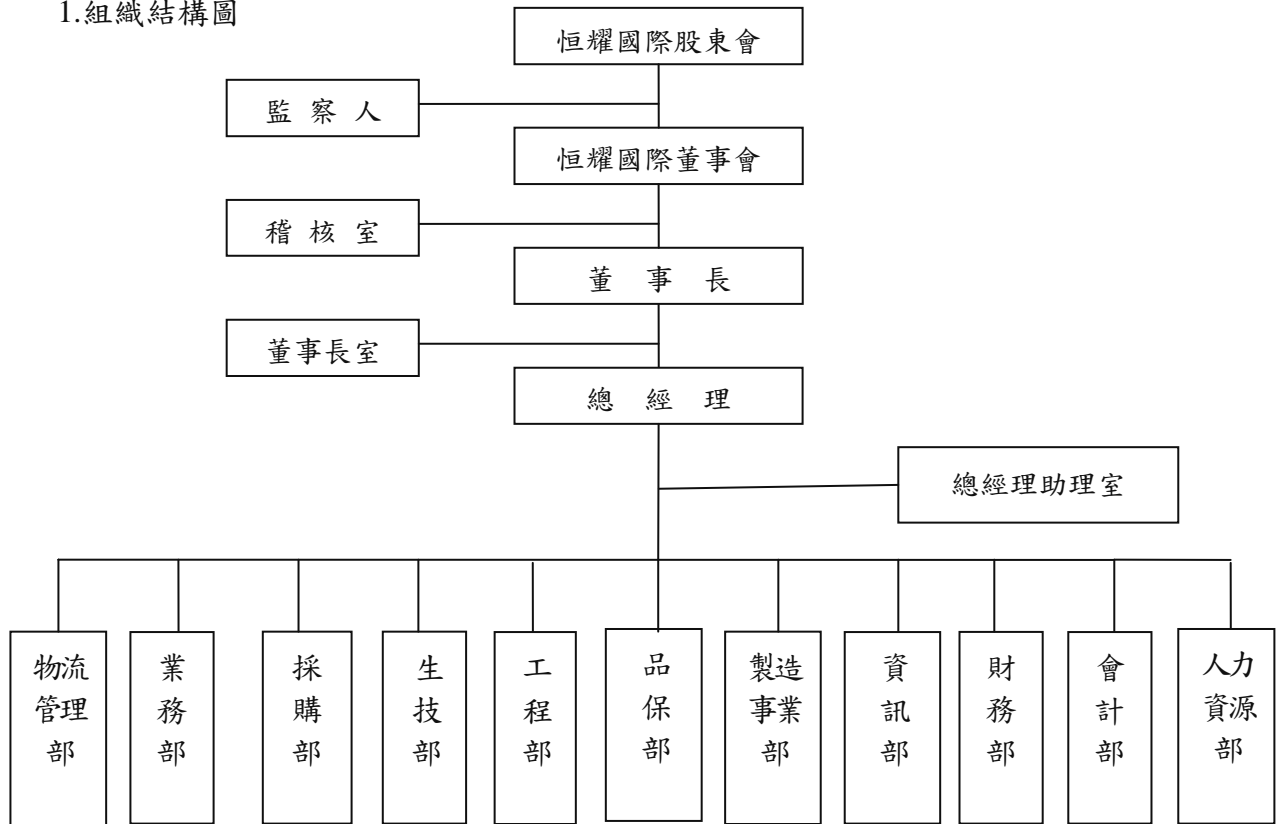 1.組織結構圖
恒耀國際股東會
監察人
恒耀國際董事會
稽核室
董事長
董事長室
總經理
總經理助理室
物流
管理
部
業
務
部
採
購
部
生
技
部
工
程
部
品
保
部
製造
事業
部
資
訊
部
財
務
部
會
計
部
人力
資源
部